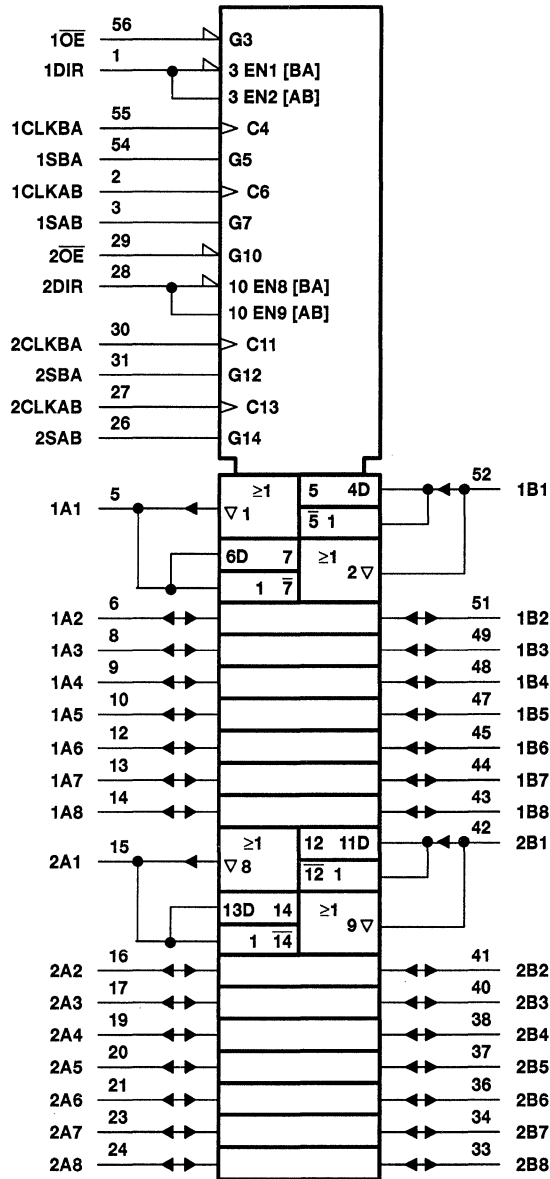 56
1O̅E̅ G3
1
1DIR 3 EN1 [BA]
3 EN2 [AB]
55
1CLKBA C4
54
1SBA G5
2
1CLKAB C6
3
1SAB G7
29
2O̅E̅ G10
28
2DIR 10 EN8 [BA]
10 EN9 [AB]
30
2CLKBA C11
31
2SBA G12
27
2CLKAB C13
26
2SAB G14
5 ≥1 5 4D 52
1A1 ▽1 5̅ 1 1B1
6D 7 ≥1
1 7̅ 2▽
6 51
1A2 1B2
8 49
1A3 1B3
9 48
1A4 1B4
10 47
1A5 1B5
12 45
1A6 1B6
13 44
1A7 1B7
14 43
1A8 1B8
15 ≥1 12 11D 42
2A1 ▽8 1̅2̅ 1 2B1
13D 14 ≥1
1 1̅4̅ 9▽
16 41
2A2 2B2
17 40
2A3 2B3
19 38
2A4 2B4
20 37
2A5 2B5
21 36
2A6 2B6
23 34
2A7 2B7
24 33
2A8 2B8